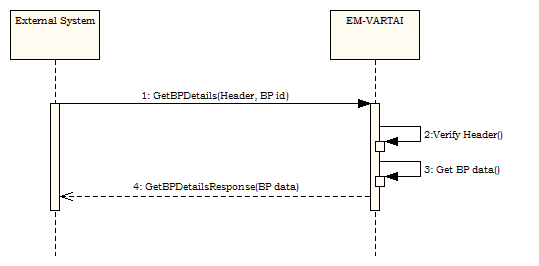 External System
EM-VARTAI
1: GetBPDetails(Header, BP id)
2:Verify Header()
3: Get BP data()
4: GetBPDetailsResponse(BP data)